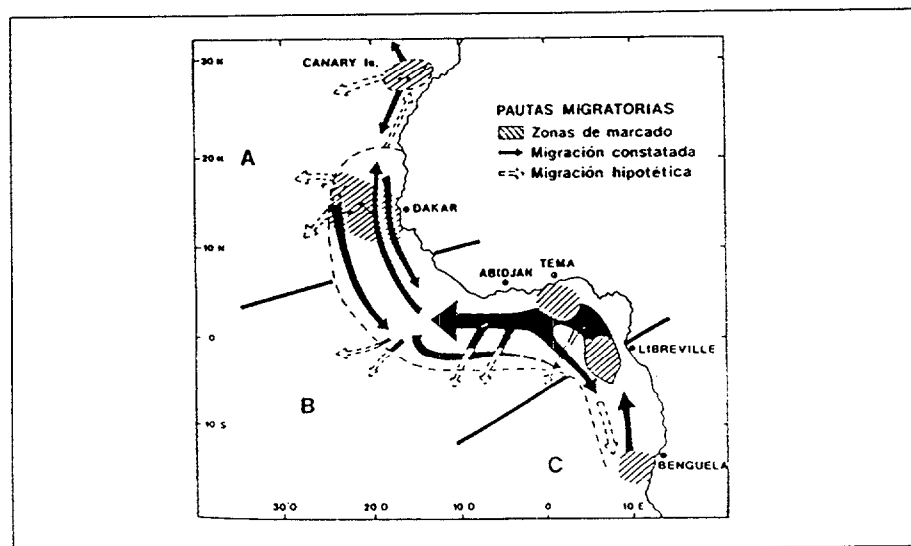 30 N
CANARY Is.
PAUTAS MIGRATORIAS
Zonas de marcado
Migración constatada
Migración hipotética
20 N
A
DAKAR
10 N
ABIDJAN
TEMA
0
LIBREVILLE
B
10 S
C
BENGUELA
30 O
20 O
10 O
0
10 E